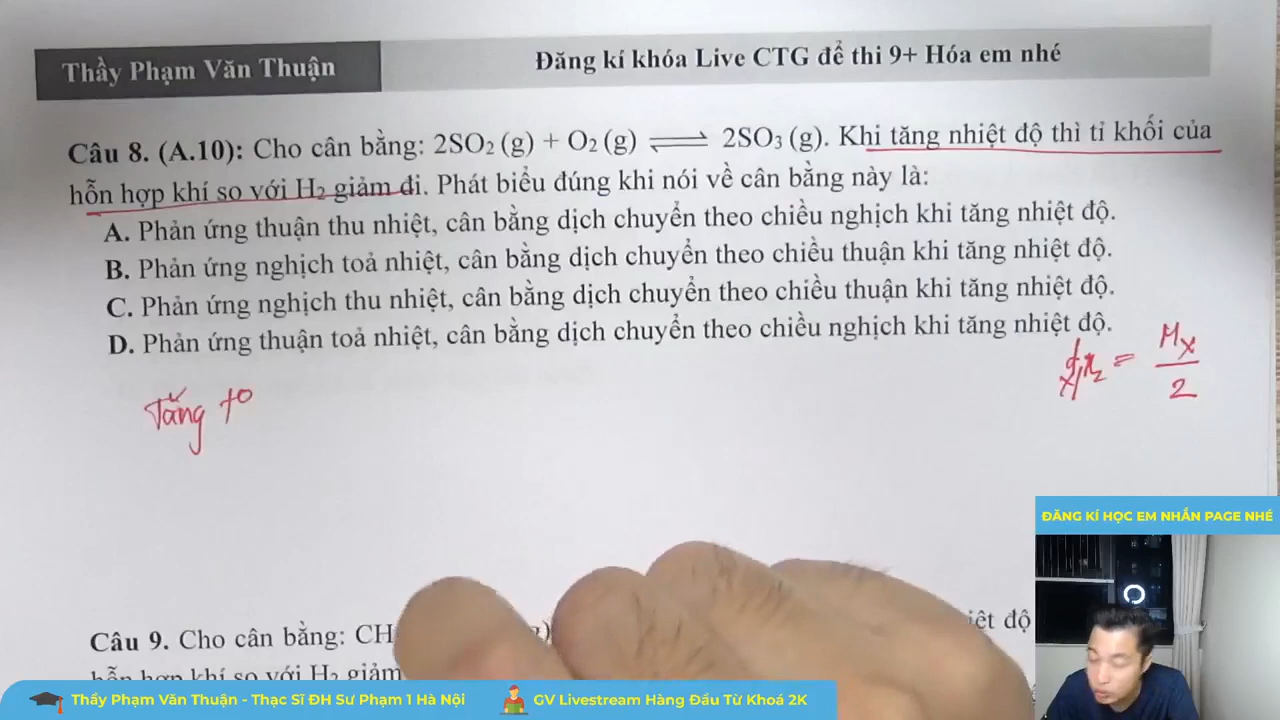 Thầy Phạm Văn Thuận
Đăng kí khóa Live CTG để thi 9+ Hóa em nhé
Câu 8. (A.10): Cho cân bằng: 2SO₂ (g) + O₂ (g) ⇌ 2SO₃ (g). Khi tăng nhiệt độ thì tỉ khối của
hỗn hợp khí so với H₂ giảm đi. Phát biểu đúng khi nói về cân bằng này là:
A. Phản ứng thuận thu nhiệt, cân bằng dịch chuyển theo chiều nghịch khi tăng nhiệt độ.
B. Phản ứng nghịch toả nhiệt, cân bằng dịch chuyển theo chiều thuận khi tăng nhiệt độ.
C. Phản ứng nghịch thu nhiệt, cân bằng dịch chuyển theo chiều thuận khi tăng nhiệt độ.
D. Phản ứng thuận toả nhiệt, cân bằng dịch chuyển theo chiều nghịch khi tăng nhiệt độ.
d X/H₂ = M_X / 2
Tăng t⁰
ĐĂNG KÍ HỌC EM NHẮN PAGE NHÉ
Câu 9. Cho cân bằng: CH độ
hỗn hợp khí so với H₂ giảm
Thầy Phạm Văn Thuận - Thạc Sĩ ĐH Sư Phạm 1 Hà Nội
GV Livestream Hàng Đầu Từ Khoá 2K